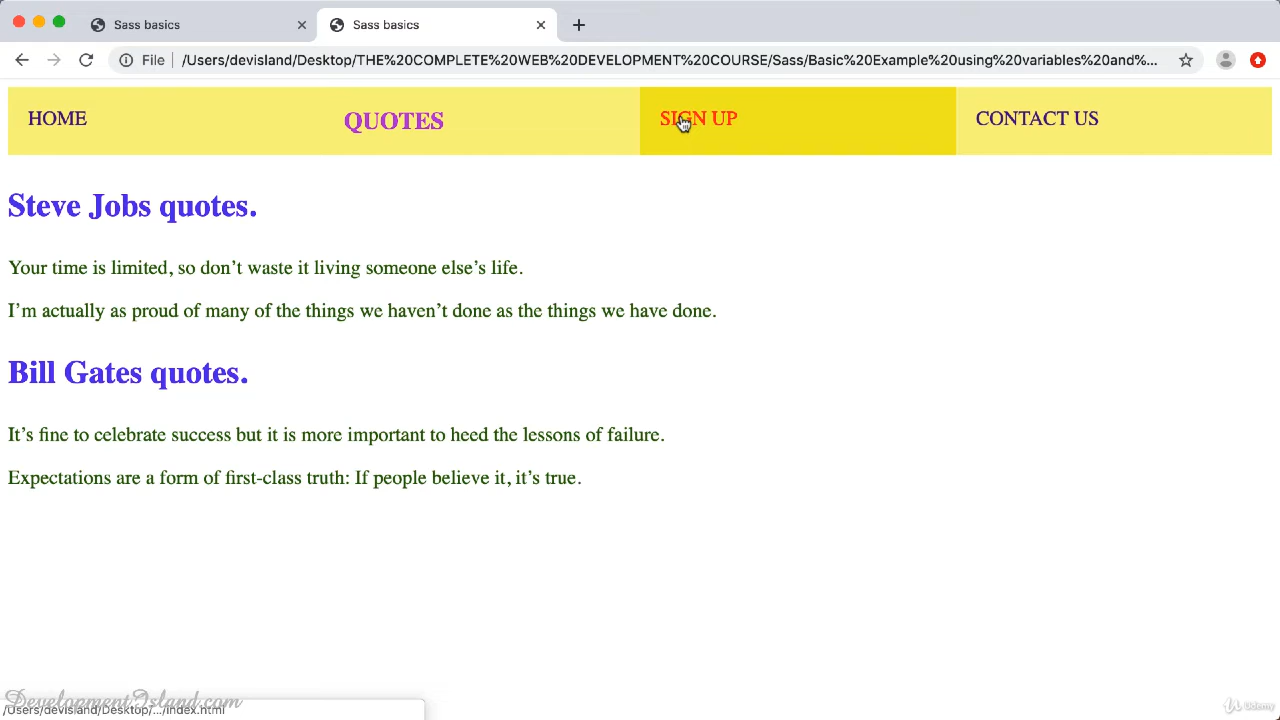 Sass basics
Sass basics
File /Users/devisland/Desktop/THE%20COMPLETE%20WEB%20DEVELOPMENT%20COURSE/Sass/Basic%20Example%20using%20variables%20and%...
HOME QUOTES SIGN UP CONTACT US
Steve Jobs quotes.
Your time is limited, so don’t waste it living someone else’s life.
I’m actually as proud of many of the things we haven’t done as the things we have done.
Bill Gates quotes.
It’s fine to celebrate success but it is more important to heed the lessons of failure.
Expectations are a form of first-class truth: If people believe it, it’s true.
DevelopmentIsland.com
/Users/devisland/Desktop/.../index.html
Udemy